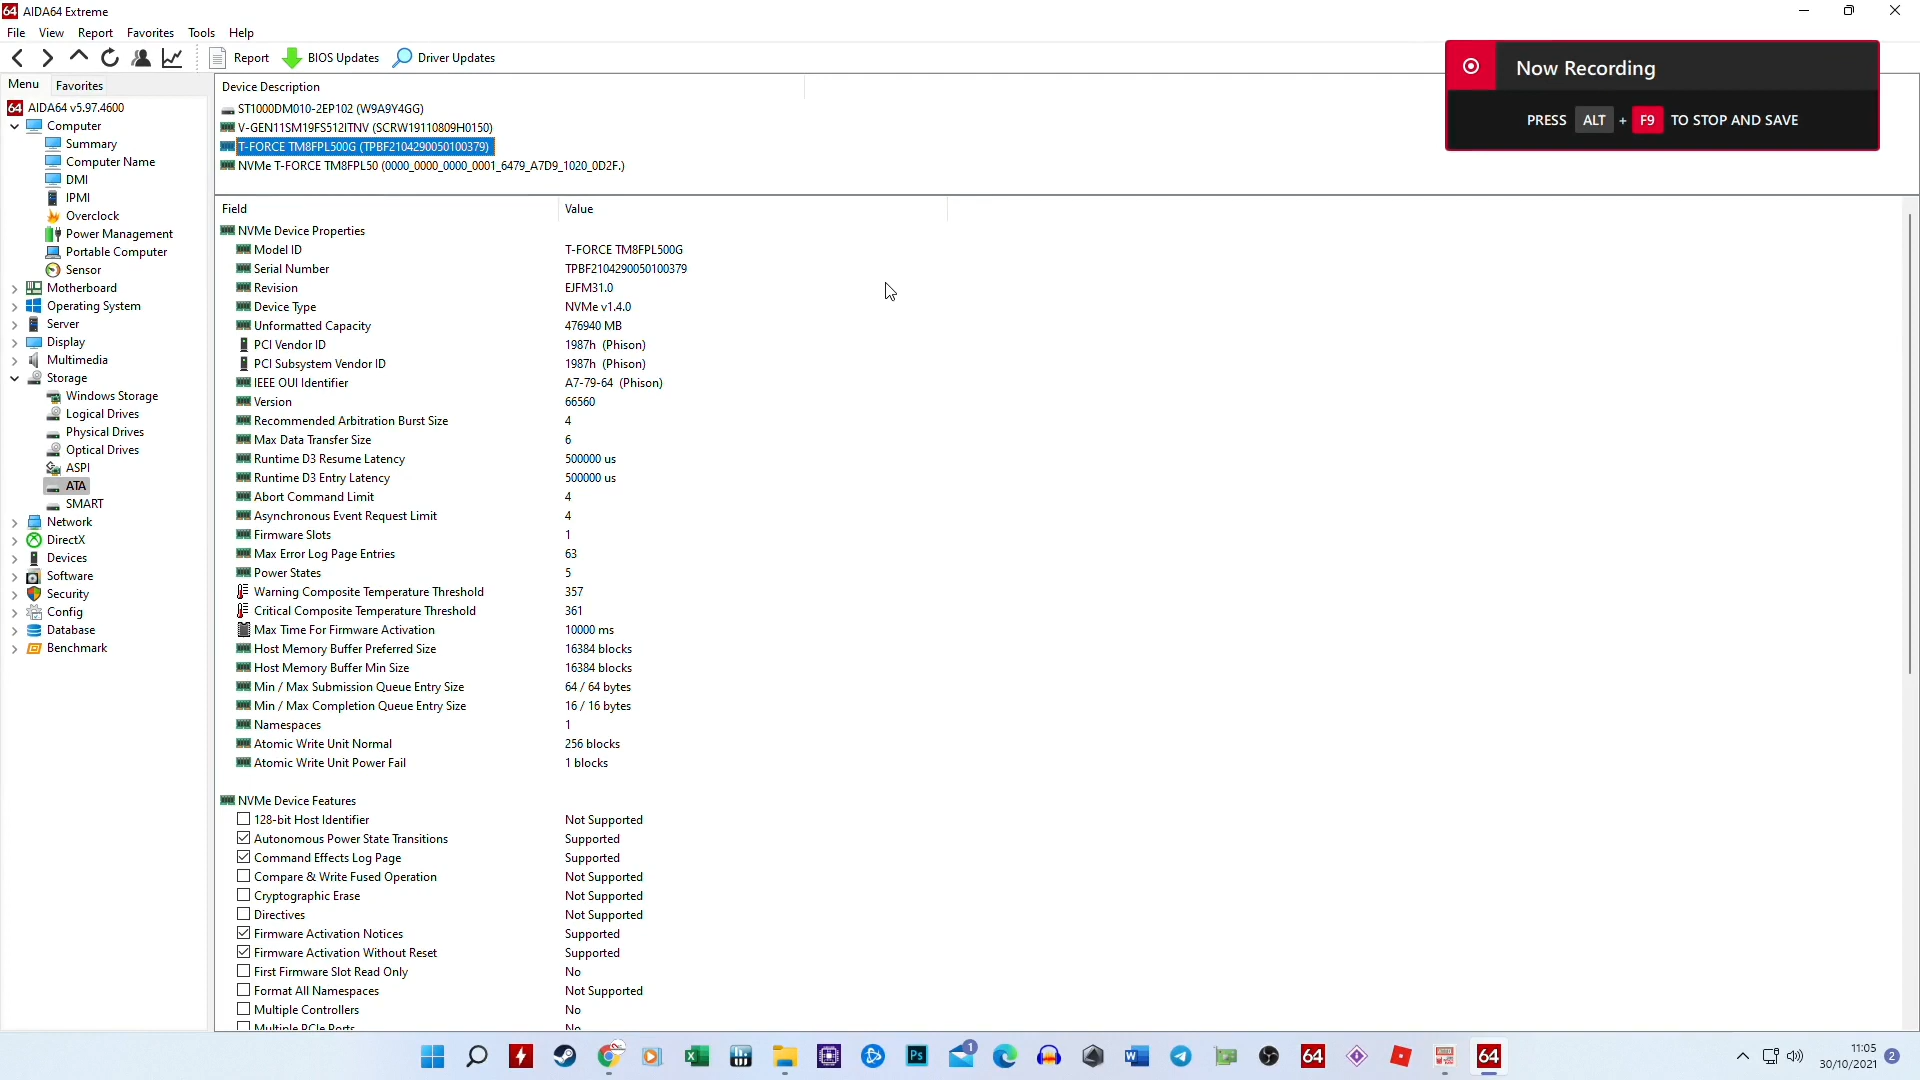 64 AIDA64 Extreme
File View Report Favorites Tools Help
Report BIOS Updates Driver Updates
Now Recording
PRESS ALT + F9 TO STOP AND SAVE
Menu Favorites
64 AIDA64 v5.97.4600
Computer
Summary
Computer Name
DMI
IPMI
Overclock
Power Management
Portable Computer
Sensor
Motherboard
Operating System
Server
Display
Multimedia
Storage
Windows Storage
Logical Drives
Physical Drives
Optical Drives
ASPI
ATA
SMART
Network
DirectX
Devices
Software
Security
Config
Database
Benchmark
Device Description
ST1000DM010-2EP102 (W9A9Y4GG)
V-GEN11SM19FS512ITNV (SCRW19110809H0150)
T-FORCE TM8FPL500G (TPBF2104290050100379)
NVMe T-FORCE TM8FPL50 (0000_0000_0000_0001_6479_A7D9_1020_0D2F.)
Field Value
NVMe Device Properties
Model ID T-FORCE TM8FPL500G
Serial Number TPBF2104290050100379
Revision EJFM31.0
Device Type NVMe v1.4.0
Unformatted Capacity 476940 MB
PCI Vendor ID 1987h (Phison)
PCI Subsystem Vendor ID 1987h (Phison)
IEEE OUI Identifier A7-79-64 (Phison)
Version 66560
Recommended Arbitration Burst Size 4
Max Data Transfer Size 6
Runtime D3 Resume Latency 500000 us
Runtime D3 Entry Latency 500000 us
Abort Command Limit 4
Asynchronous Event Request Limit 4
Firmware Slots 1
Max Error Log Page Entries 63
Power States 5
Warning Composite Temperature Threshold 357
Critical Composite Temperature Threshold 361
Max Time For Firmware Activation 10000 ms
Host Memory Buffer Preferred Size 16384 blocks
Host Memory Buffer Min Size 16384 blocks
Min / Max Submission Queue Entry Size 64 / 64 bytes
Min / Max Completion Queue Entry Size 16 / 16 bytes
Namespaces 1
Atomic Write Unit Normal 256 blocks
Atomic Write Unit Power Fail 1 blocks
NVMe Device Features
128-bit Host Identifier Not Supported
Autonomous Power State Transitions Supported
Command Effects Log Page Supported
Compare & Write Fused Operation Not Supported
Cryptographic Erase Not Supported
Directives Not Supported
Firmware Activation Notices Supported
Firmware Activation Without Reset Supported
First Firmware Slot Read Only No
Format All Namespaces Not Supported
Multiple Controllers No
Multiple PCIe Ports No
Ps 1 64 64
11:05
30/10/2021 2